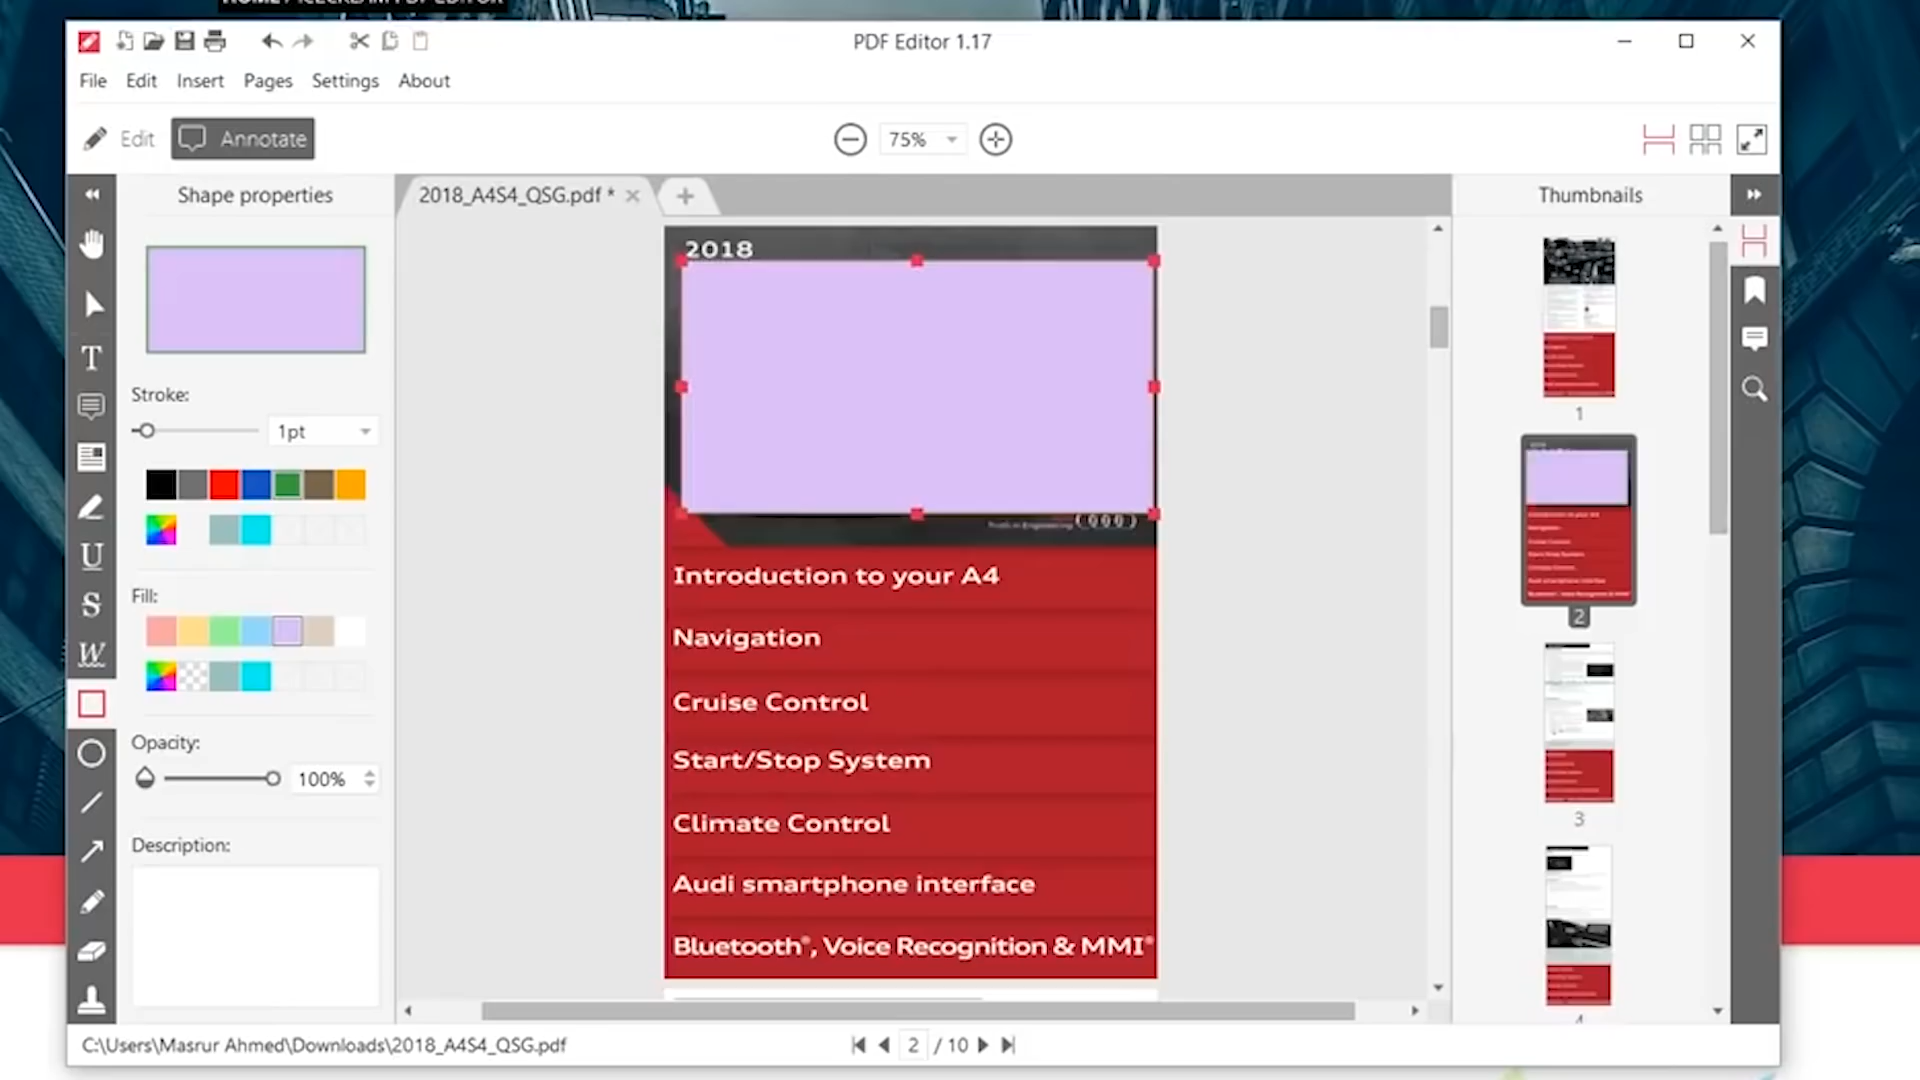 PDF Editor 1.17
File Edit Insert Pages Settings About
Edit Annotate 75%
Shape properties
2018_A4S4_QSG.pdf *
Thumbnails
2018
Stroke:
1pt
Fill:
Opacity:
100%
Description:
Introduction to your A4
Navigation
Cruise Control
Start/Stop System
Climate Control
Audi smartphone interface
Bluetooth®, Voice Recognition & MMI®
1
2
3
C:\Users\Masrur Ahmed\Downloads\2018_A4S4_QSG.pdf
2 / 10